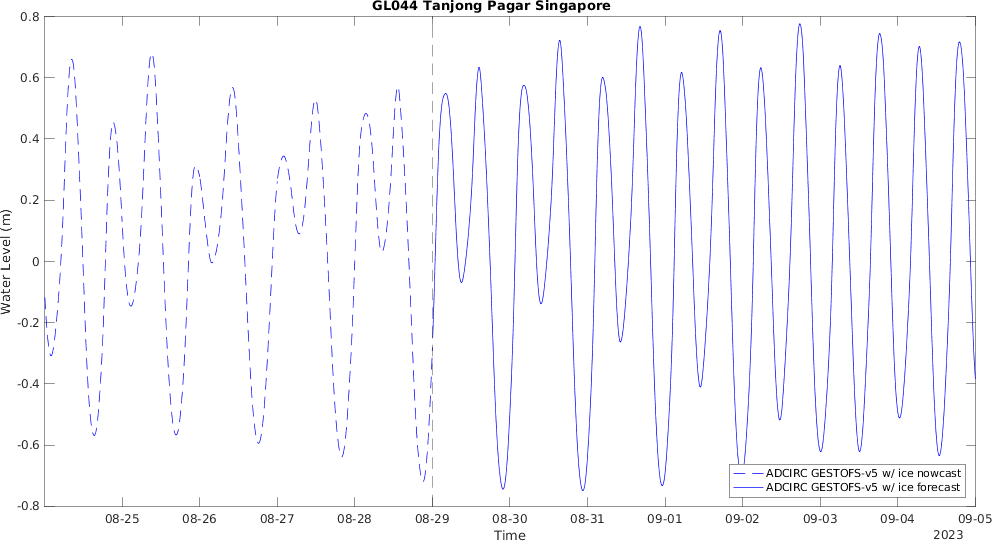 GL044 Tanjong Pagar Singapore
0.8
0.6
0.4
0.2
0
-0.2
-0.4
-0.6
-0.8
Water Level (m)
ADCIRC GESTOFS-v5 w/ ice nowcast
ADCIRC GESTOFS-v5 w/ ice forecast
08-25 08-26 08-27 08-28 08-29 08-30 08-31 09-01 09-02 09-03 09-04 09-05
Time
2023